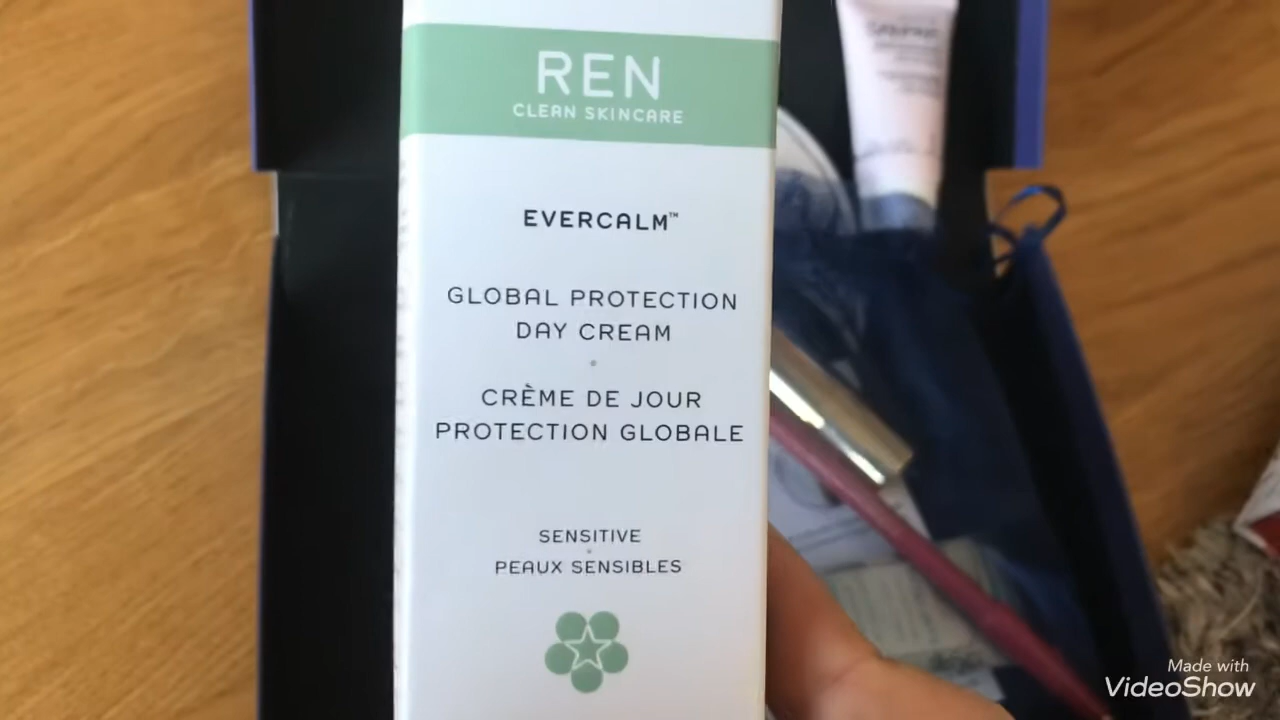 REN
CLEAN SKINCARE
EVERCALM™
GLOBAL PROTECTION
DAY CREAM
CRÈME DE JOUR
PROTECTION GLOBALE
SENSITIVE
PEAUX SENSIBLES
Made with
VideoShow